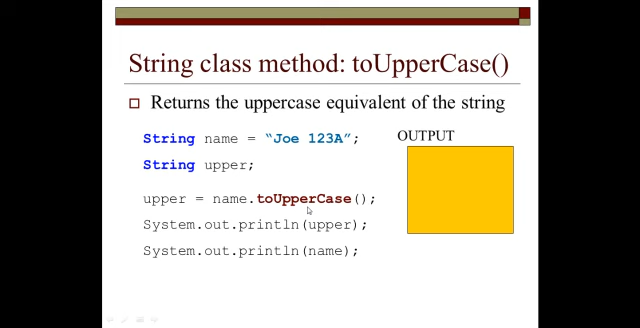 String class method: toUpperCase()
Returns the uppercase equivalent of the string
String name = “Joe 123A”;
OUTPUT
String upper;
upper = name.toUpperCase();
System.out.println(upper);
System.out.println(name);